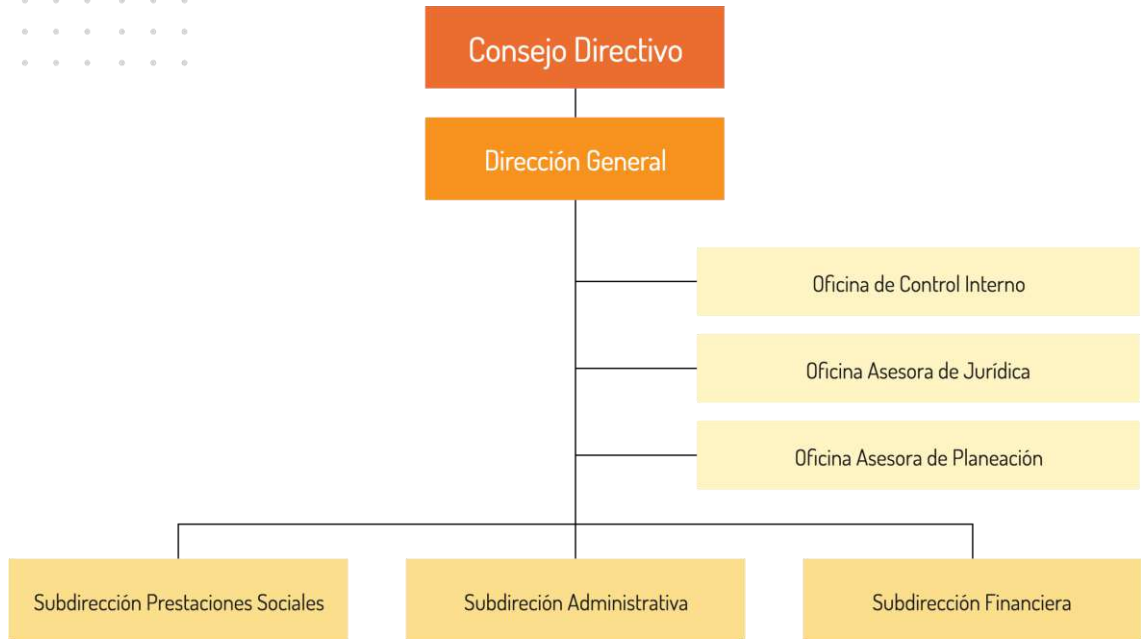 Consejo Directivo
Dirección General
Oficina de Control Interno
Oficina Asesora de Jurídica
Oficina Asesora de Planeación
Subdirección Prestaciones Sociales
Subdireción Administrativa
Subdirección Financiera